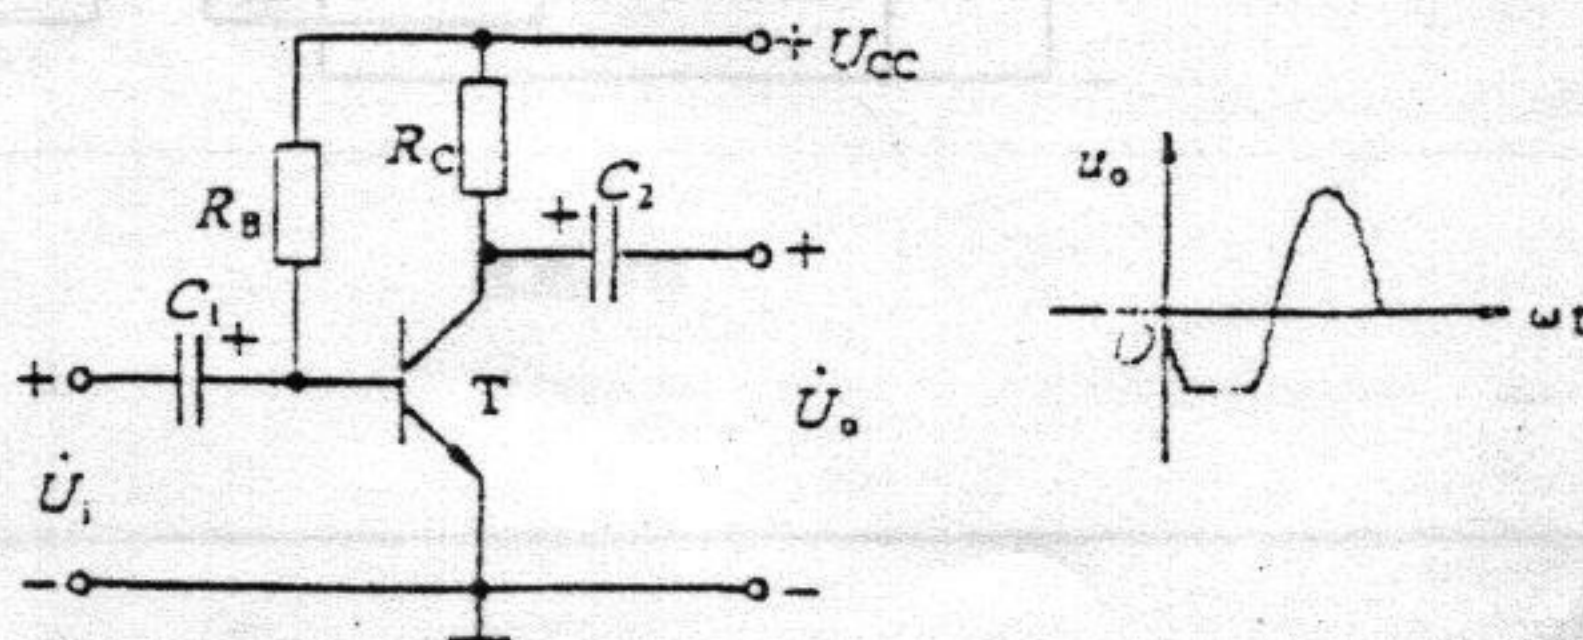 + U_CC
R_C
C_2
+
+
R_B
C_1
+
+
T
U̇_o
U̇_i
-
-
u_o
O
ωt